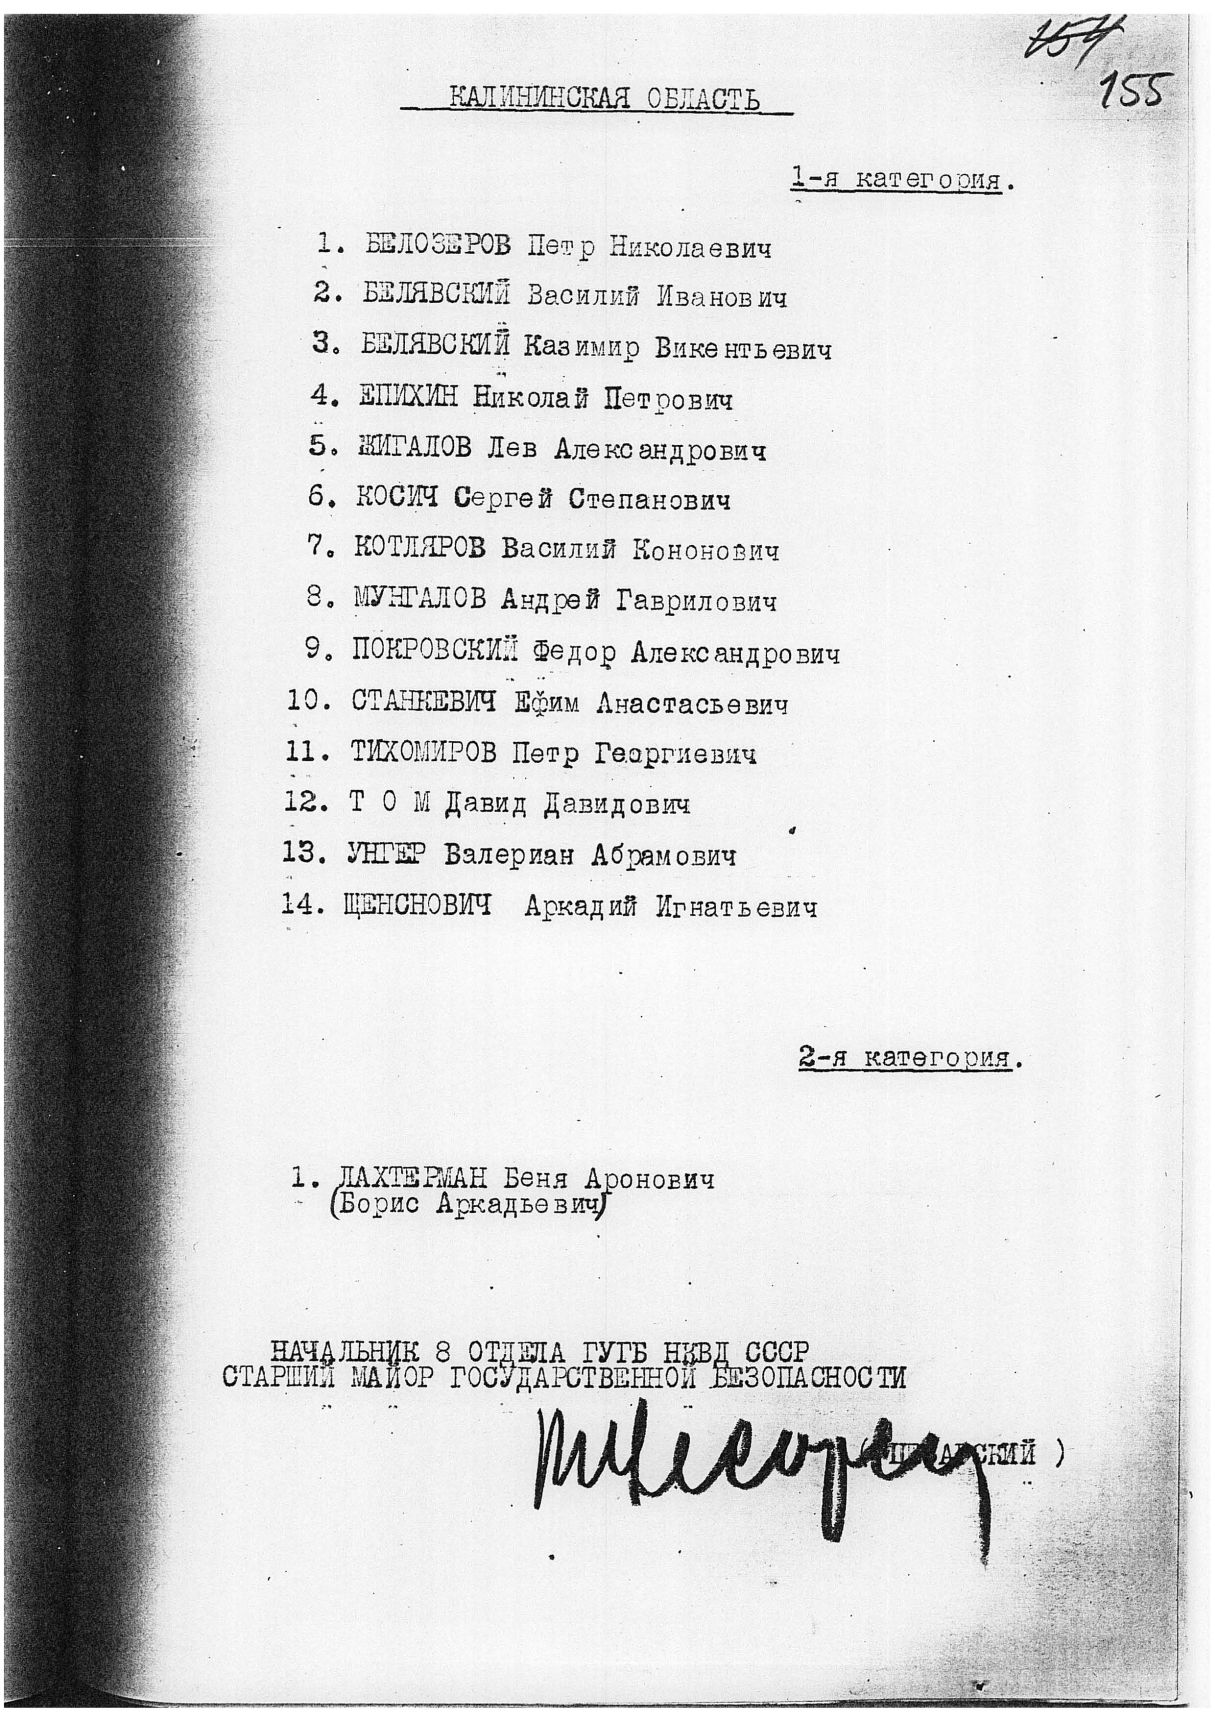 154
155
КАЛИНИНСКАЯ ОБЛАСТЬ
1-я категория.
1. БЕЛОЗЕРОВ Петр Николаевич
2. БЕЛЯВСКИЙ Василий Иванович
3. БЕЛЯВСКИЙ Казимир Викентьевич
4. ЕПИХИН Николай Петрович
5. ЖИГАЛОВ Лев Александрович
6. КОСИЧ Сергей Степанович
7. КОТЛЯРОВ Василий Кононович
8. МУНГАЛОВ Андрей Гаврилович
9. ПОКРОВСКИЙ Федор Александрович
10. СТАНКЕВИЧ Ефим Анастасьевич
11. ТИХОМИРОВ Петр Георгиевич
12. Т О М Давид Давидович
13. УНГЕР Валериан Абрамович
14. ЩЕНСНОВИЧ Аркадий Игнатьевич
2-я категория.
1. ЛАХТЕРМАН Беня Аронович
(Борис Аркадьевич)
НАЧАЛЬНИК 8 ОТДЕЛА ГУГБ НКВД СССР
СТАРШИЙ МАЙОР ГОСУДАРСТВЕННОЙ БЕЗОПАСНОСТИ